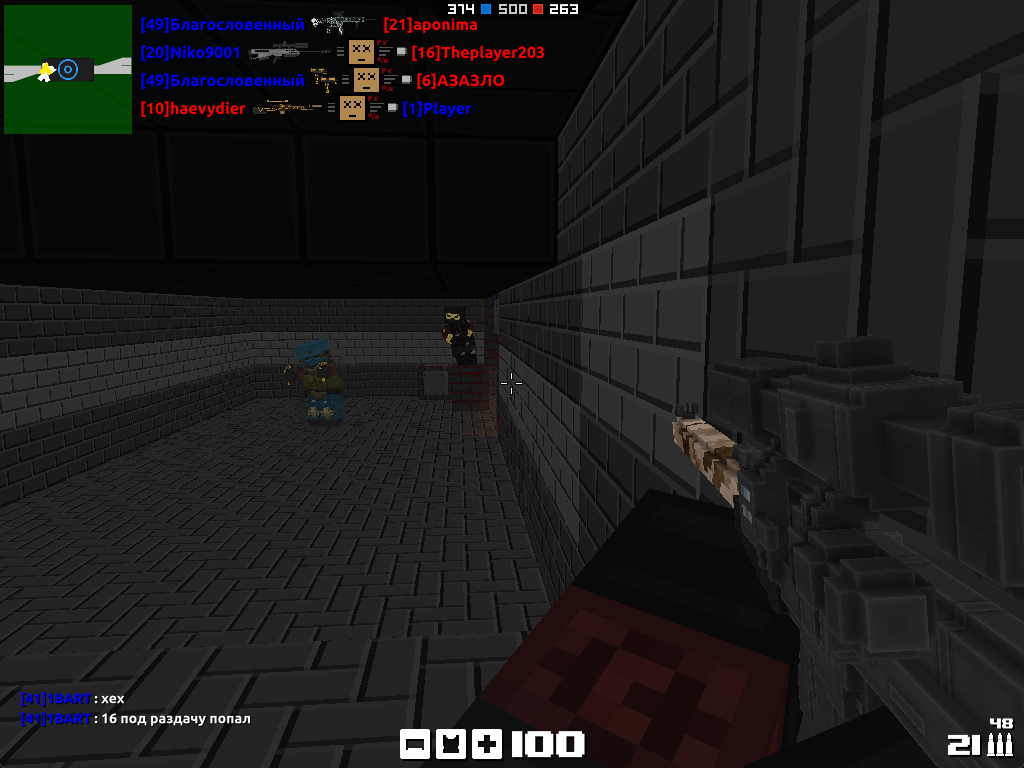 374 500 263
[49]Благословенный [21]aponima
[20]Niko9001 [16]Theplayer203
[49]Благословенный [6]АЗАЗЛО
[10]haevydier [1]Player
[41]1BART : хех
[41]1BART : 16 под раздачу попал
100
48
21